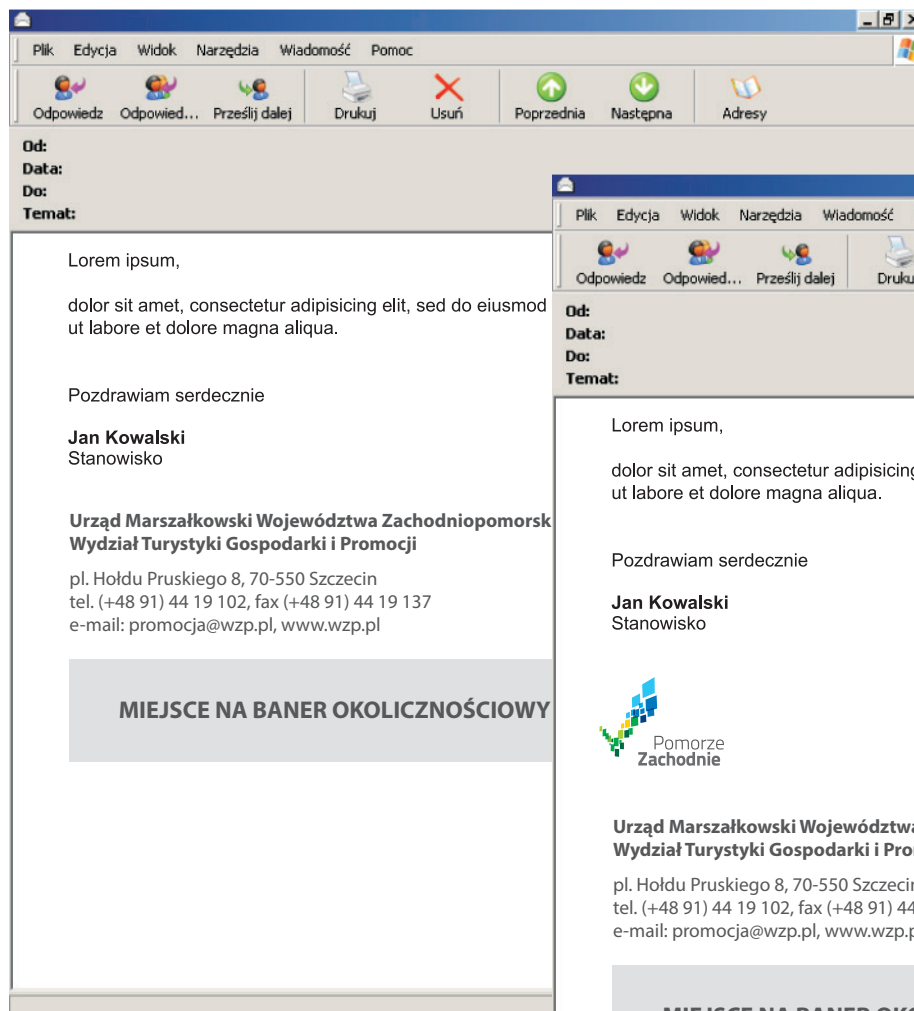 Plik Edycja Widok Narzędzia Wiadomość Pomoc
Odpowiedz Odpowied... Prześlij dalej Drukuj Usuń Poprzednia Następna Adresy
Od:
Data:
Do:
Temat:
Lorem ipsum,
dolor sit amet, consectetur adipisicing elit, sed do eiusmod
ut labore et dolore magna aliqua.
Pozdrawiam serdecznie
Jan Kowalski
Stanowisko
Urząd Marszałkowski Województwa Zachodniopomorsk
Wydział Turystyki Gospodarki i Promocji
pl. Hołdu Pruskiego 8, 70-550 Szczecin
tel. (+48 91) 44 19 102, fax (+48 91) 44 19 137
e-mail: promocja@wzp.pl, www.wzp.pl
MIEJSCE NA BANER OKOLICZNOŚCIOWY
Plik Edycja Widok Narzędzia Wiadomość
Odpowiedz Odpowied... Prześlij dalej Druku
Od:
Data:
Do:
Temat:
Lorem ipsum,
dolor sit amet, consectetur adipisicing
ut labore et dolore magna aliqua.
Pozdrawiam serdecznie
Jan Kowalski
Stanowisko
Pomorze
Zachodnie
Urząd Marszałkowski Województwa
Wydział Turystyki Gospodarki i Pro
pl. Hołdu Pruskiego 8, 70-550 Szczecin
tel. (+48 91) 44 19 102, fax (+48 91) 44
e-mail: promocja@wzp.pl, www.wzp.p
MIEJSCE NA BANER OKO